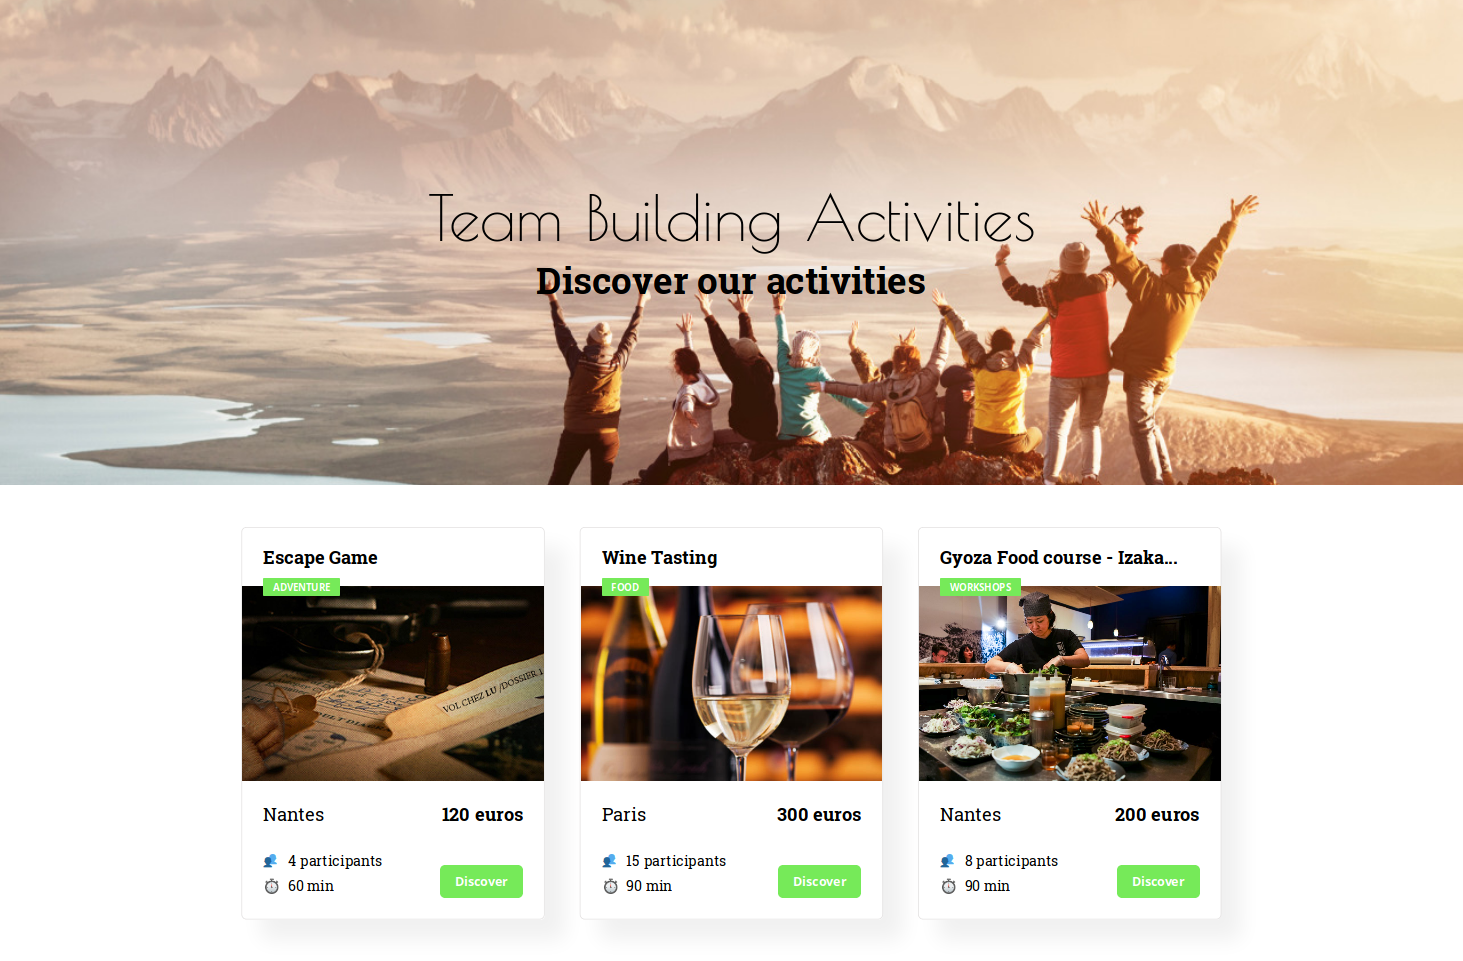 Team Building Activities
Discover our activities
Escape Game
ADVENTURE
VOL CHEZ LU /DOSSIER
Nantes
120 euros
4 participants
60 min
Discover
Wine Tasting
FOOD
Paris
300 euros
15 participants
90 min
Discover
Gyoza Food course - Izaka...
WORKSHOPS
Nantes
200 euros
8 participants
90 min
Discover